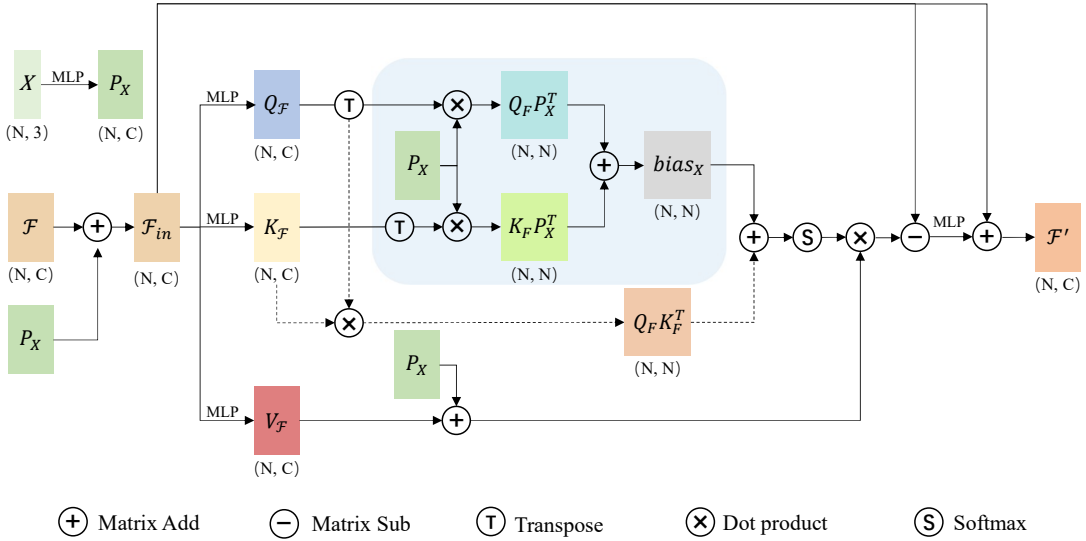 X
MLP
P_X
(N, 3)
(N, C)
MLP
Q_ℱ
(N, C)
T
×
Q_F P_X^T
(N, N)
P_X
+
bias_X
(N, N)
ℱ
(N, C)
+
ℱ_in
(N, C)
MLP
K_ℱ
(N, C)
T
×
K_F P_X^T
(N, N)
+
S
×
−
MLP
+
ℱ′
(N, C)
P_X
×
Q_F K_F^T
(N, N)
P_X
MLP
V_ℱ
(N, C)
+
+ Matrix Add
− Matrix Sub
T Transpose
× Dot product
S Softmax